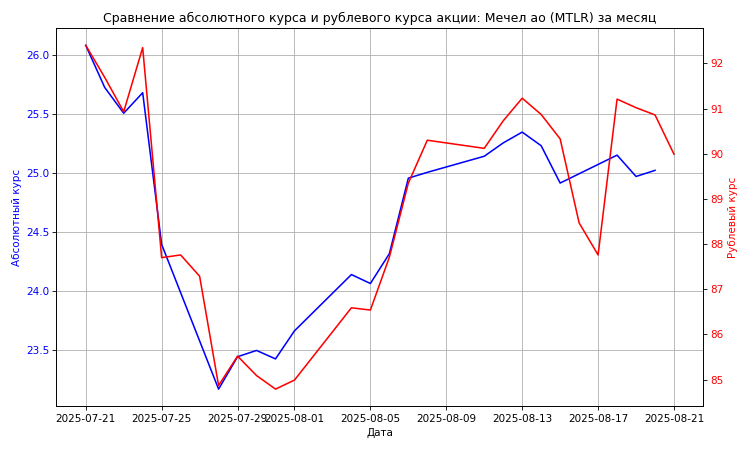 Сравнение абсолютного курса и рублевого курса акции: Мечел ао (MTLR) за месяц
Абсолютный курс
26.0
25.5
25.0
24.5
24.0
23.5
92
91
90
89
88
87
86
85
Рублевый курс
2025-07-21 2025-07-25 2025-07-29 2025-08-01 2025-08-05 2025-08-09 2025-08-13 2025-08-17 2025-08-21
Дата